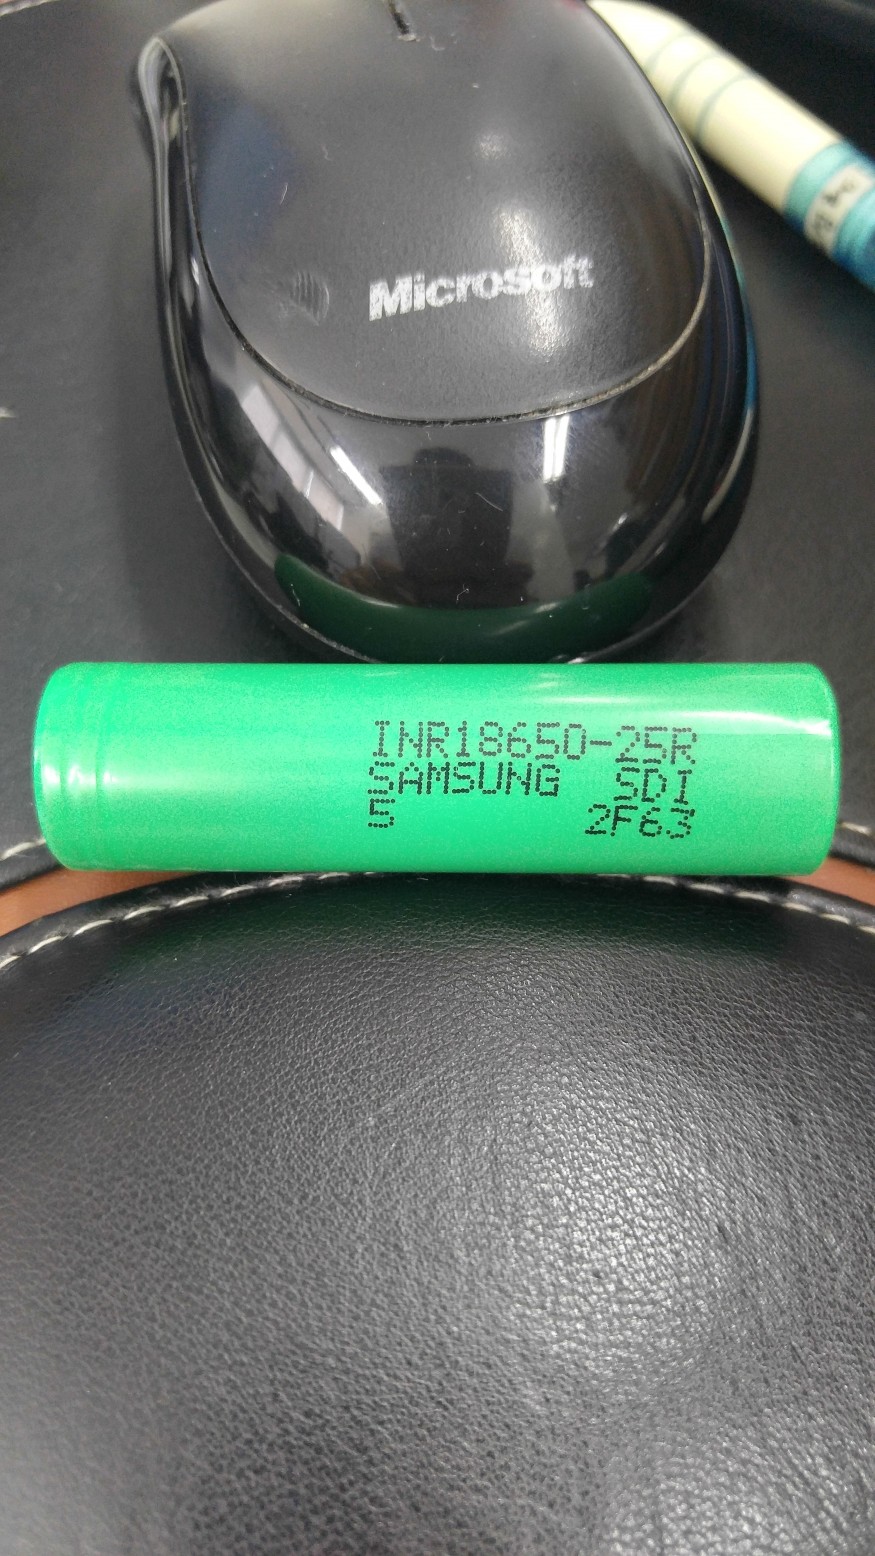 Microsoft
INR18650-25R
SAMSUNG SDI
5 2F63